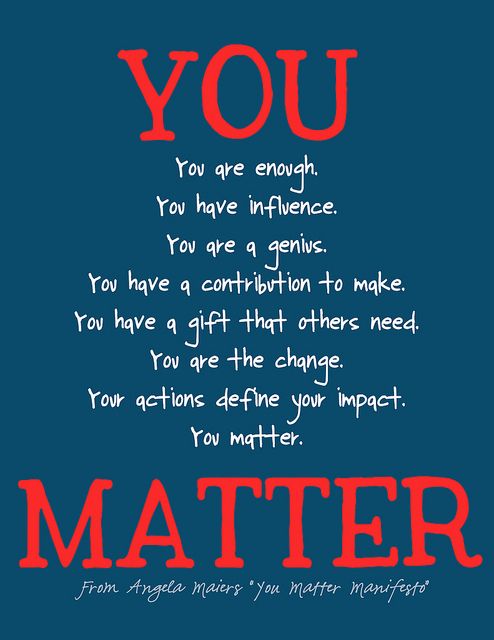 YOU
You are enough.
You have influence.
You are a genius.
You have a contribution to make.
You have a gift that others need.
You are the change.
Your actions define your impact.
You matter.
MATTER
From Angela Maiers "You Matter Manifesto"